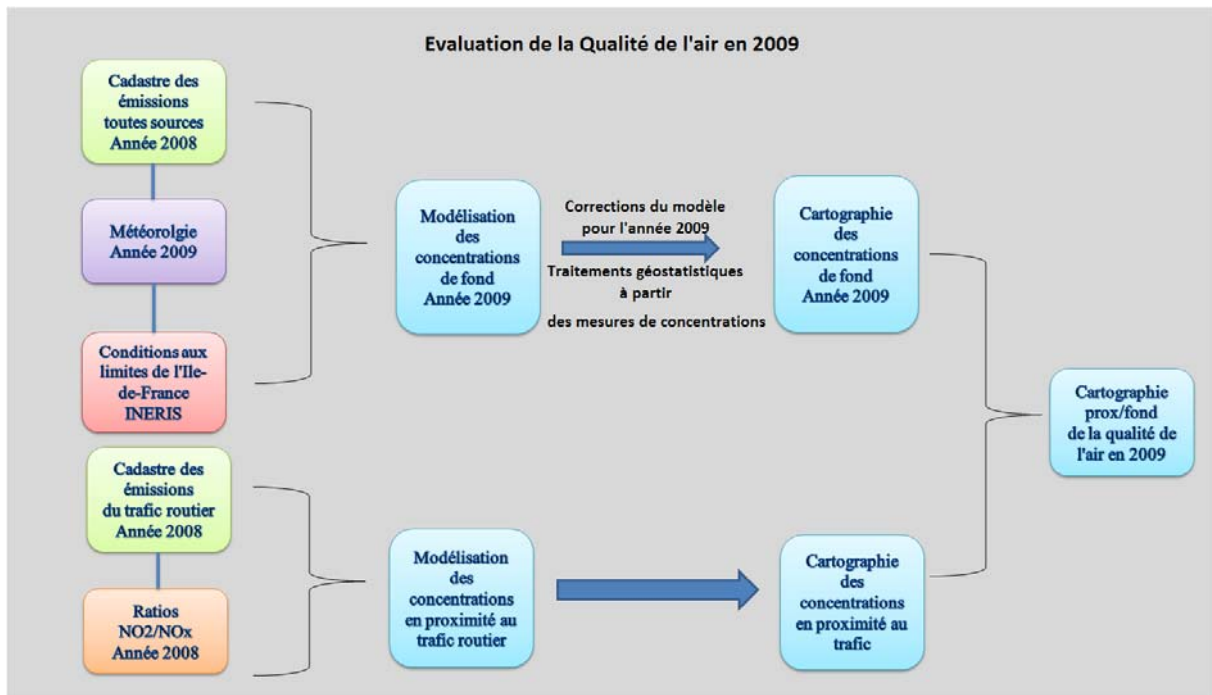 Evaluation de la Qualité de l'air en 2009
Cadastre des
émissions
toutes sources
Année 2008
Météorolgie
Année 2009
Conditions aux
limites de l'Ile-
de-France
INERIS
Modélisation
des
concentrations
de fond
Année 2009
Corrections du modèle
pour l'année 2009
Traitements géostatistiques
à partir
des mesures de concentrations
Cartographie
des
concentrations
de fond
Année 2009
Cadastre des
émissions
du trafic routier
Année 2008
Ratios
NO2/NOx
Année 2008
Modélisation
des
concentrations
en proximité au
trafic routier
Cartographie
des
concentrations
en proximité au
trafic
Cartographie
prox/fond
de la qualité de
l'air en 2009